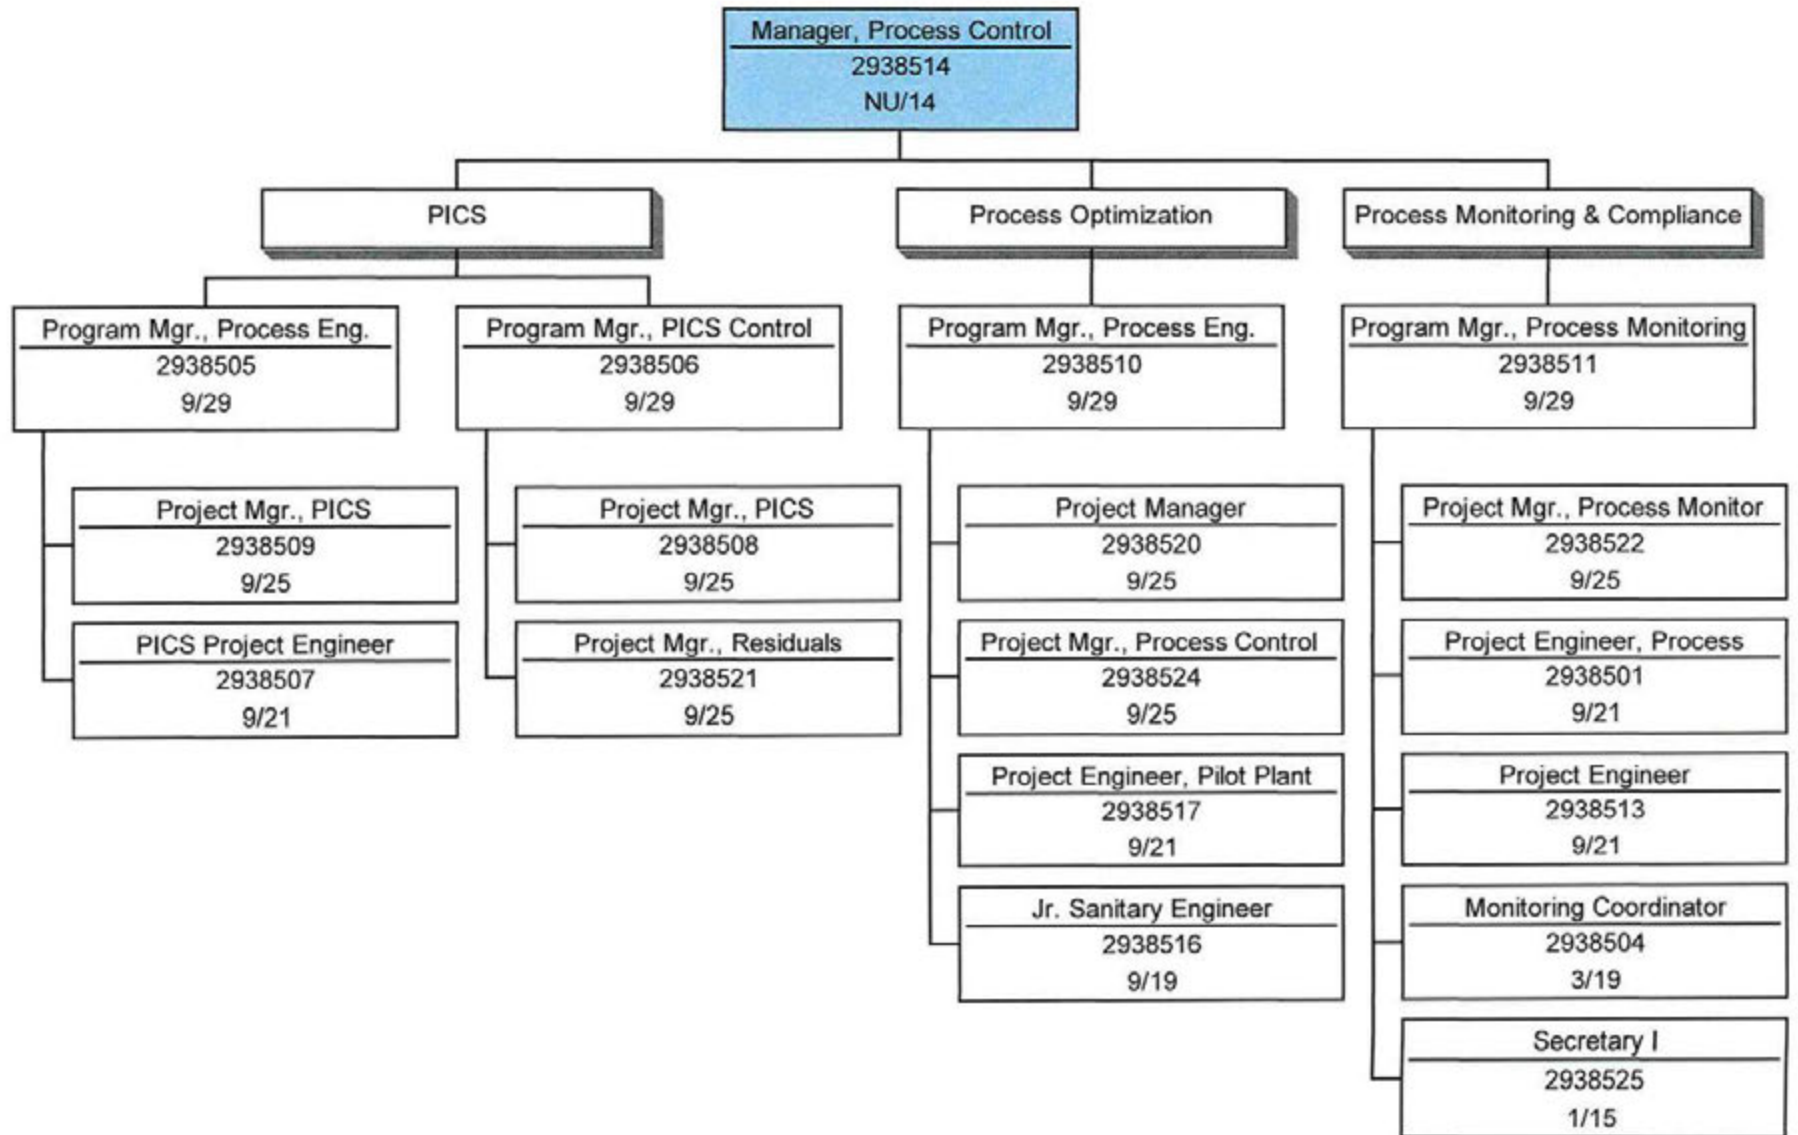 Manager, Process Control
2938514
NU/14
PICS
Process Optimization
Process Monitoring & Compliance
Program Mgr., Process Eng.
2938505
9/29
Program Mgr., PICS Control
2938506
9/29
Program Mgr., Process Eng.
2938510
9/29
Program Mgr., Process Monitoring
2938511
9/29
Project Mgr., PICS
2938509
9/25
PICS Project Engineer
2938507
9/21
Project Mgr., PICS
2938508
9/25
Project Mgr., Residuals
2938521
9/25
Project Manager
2938520
9/25
Project Mgr., Process Control
2938524
9/25
Project Engineer, Pilot Plant
2938517
9/21
Jr. Sanitary Engineer
2938516
9/19
Project Mgr., Process Monitor
2938522
9/25
Project Engineer, Process
2938501
9/21
Project Engineer
2938513
9/21
Monitoring Coordinator
2938504
3/19
Secretary I
2938525
1/15